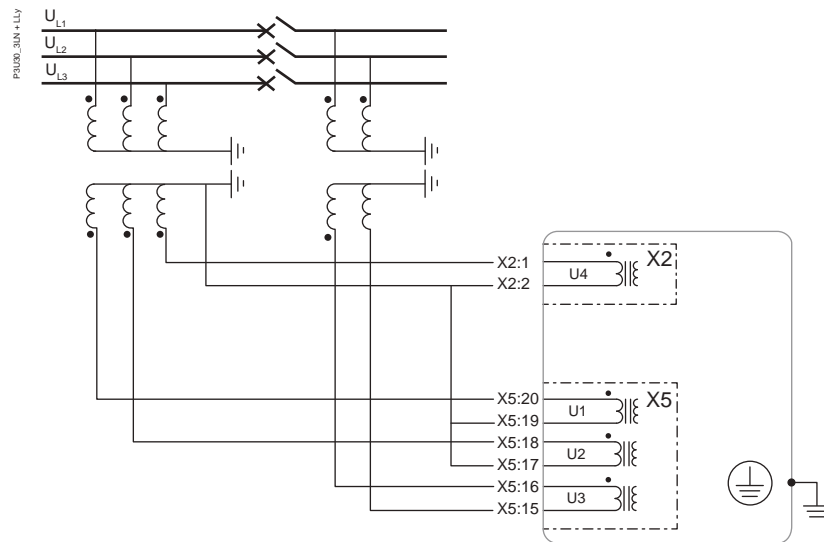 P3U30_3LN + LLy
UL1
UL2
UL3
X2:1
X2:2
U4
X2
X5:20
X5:19
X5:18
X5:17
X5:16
X5:15
U1
U2
U3
X5